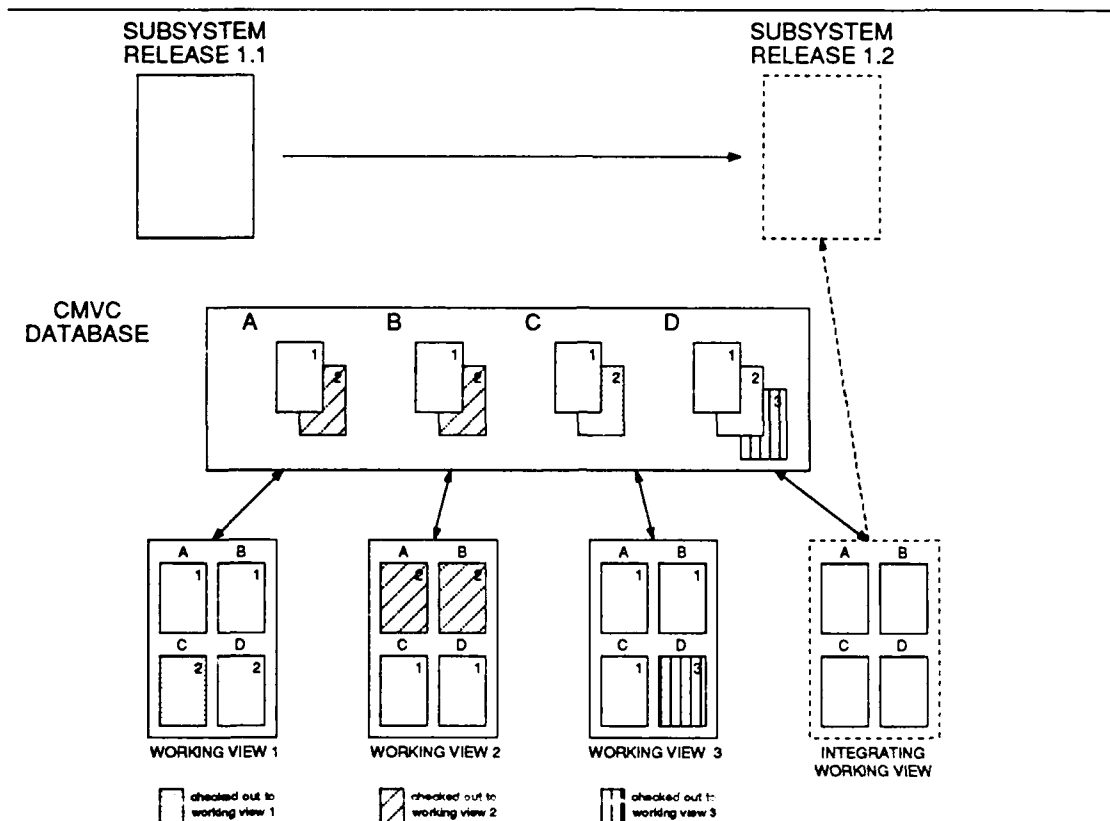 SUBSYSTEM
RELEASE 1.1
SUBSYSTEM
RELEASE 1.2
CMVC
DATABASE
A B C D
1 2 1 2 1 2 1 2 3
A B
1 1
C D
2 2
WORKING VIEW 1
A B
2 2
C D
1 1
WORKING VIEW 2
A B
1 1
C D
1 3
WORKING VIEW 3
A B
C D
INTEGRATING
WORKING VIEW
checked out to
working view 1
checked out to
working view 2
checked out to
working view 3